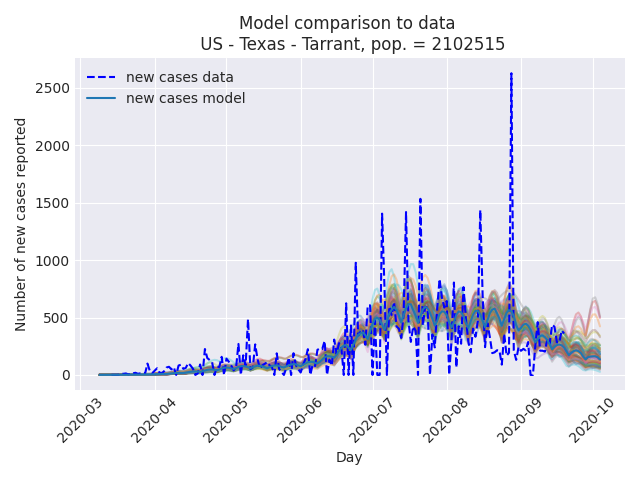 Model comparison to data
US - Texas - Tarrant, pop. = 2102515
new cases data
new cases model
Number of new cases reported
2500
2000
1500
1000
500
0
2020-03
2020-04
2020-05
2020-06
2020-07
2020-08
2020-09
2020-10
Day